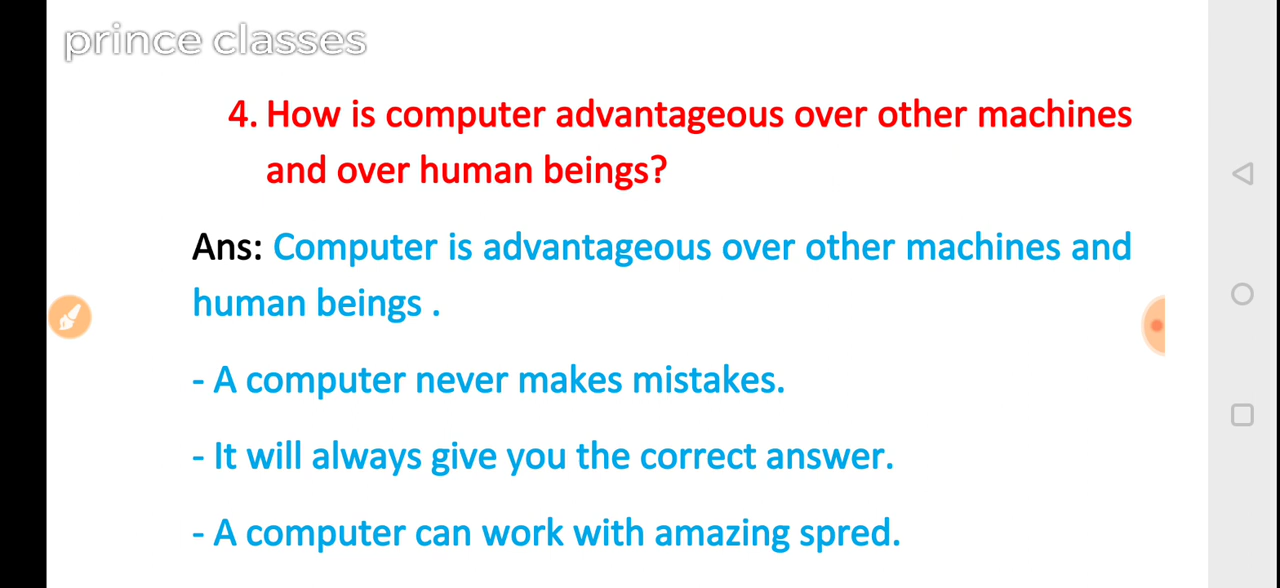 prince classes
4. How is computer advantageous over other machines
and over human beings?
Ans: Computer is advantageous over other machines and
human beings .
- A computer never makes mistakes.
- It will always give you the correct answer.
- A computer can work with amazing spred.